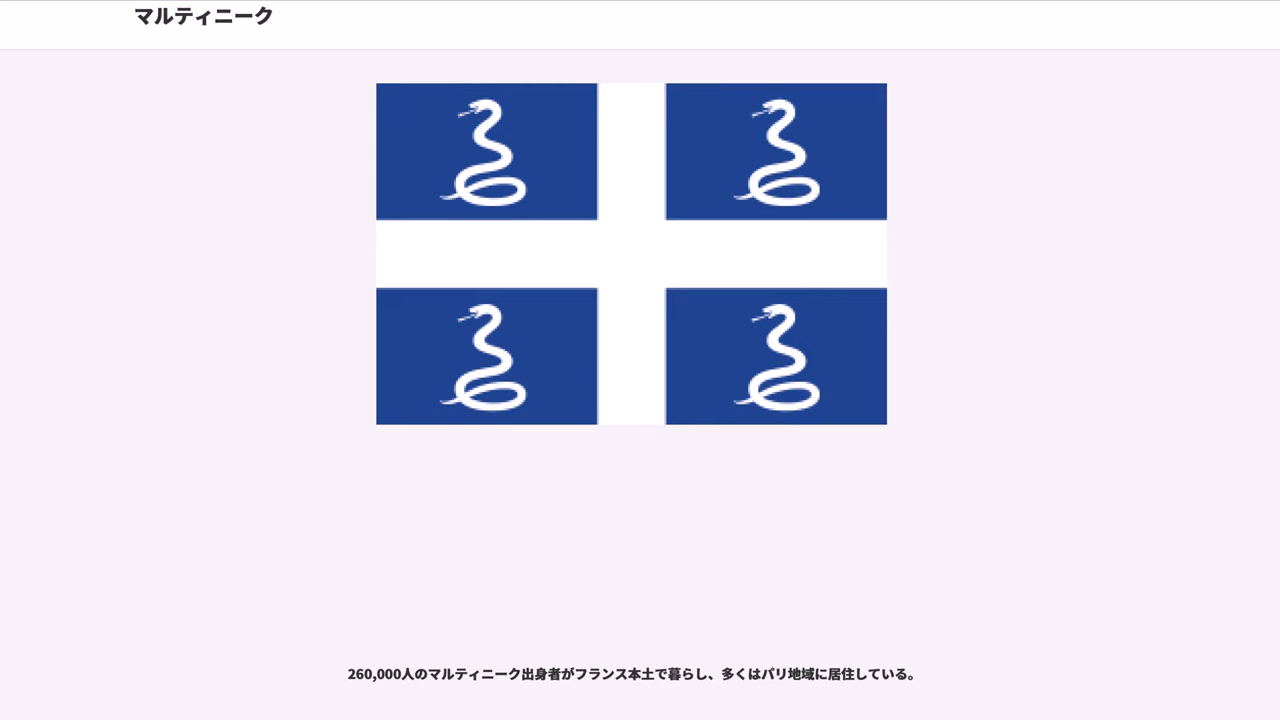 マルティニーク
260,000人のマルティニーク出身者がフランス本土で暮らし、多くはパリ地域に居住している。